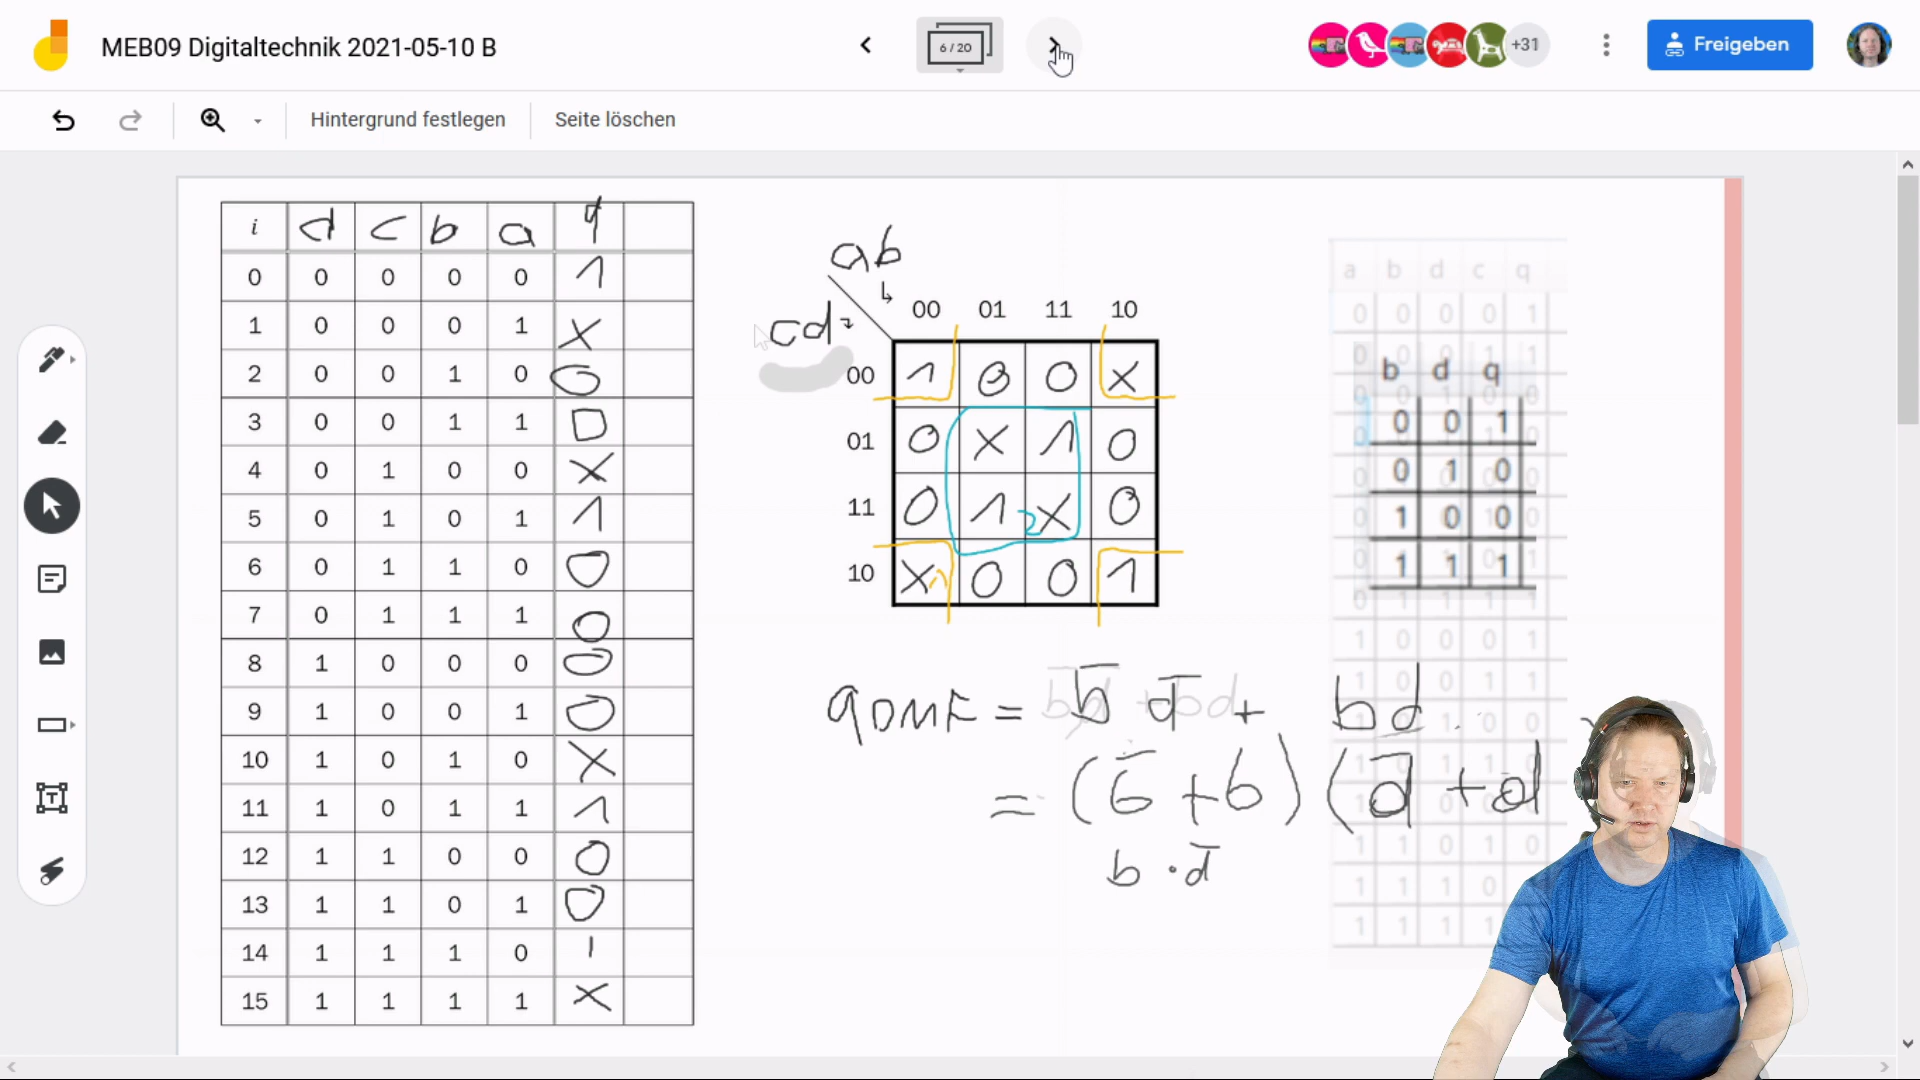 MEB09 Digitaltechnik 2021-05-10 B
6 / 20
+31
Freigeben
Hintergrund festlegen
Seite löschen
i d c b a q
0 0 0 0 0 1
1 0 0 0 1 X
2 0 0 1 0 0
3 0 0 1 1 0
4 0 1 0 0 X
5 0 1 0 1 1
6 0 1 1 0 0
7 0 1 1 1 0
8 1 0 0 0 0
9 1 0 0 1 0
10 1 0 1 0 X
11 1 0 1 1 1
12 1 1 0 0 0
13 1 1 0 1 0
14 1 1 1 0 1
15 1 1 1 1 X
ab
cd
00 01 11 10
00 1 0 0 X
01 0 X 1 0
11 0 1 X 0
10 X 0 0 1
a b d c q
b d q
0 0 1
0 1 0
1 0 0
1 1 1
qDMF = b̅ d̅ + bd
= (b̅ + b) (d̅ + d
b · d̅